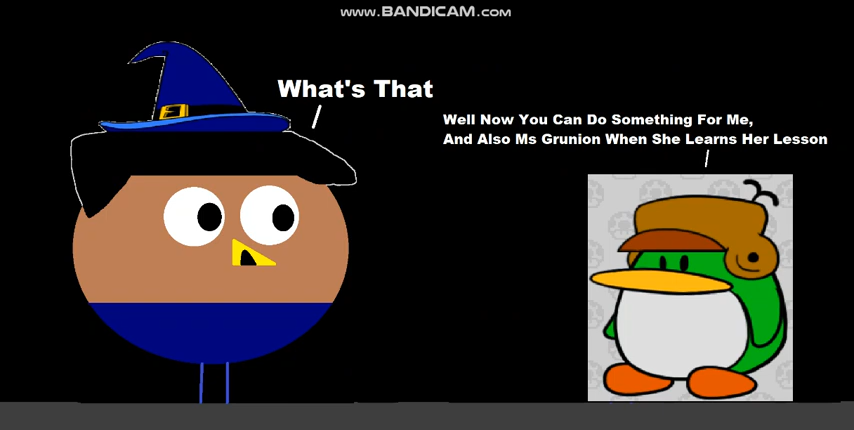 www.BANDICAM.com
What's That
Well Now You Can Do Something For Me,
And Also Ms Grunion When She Learns Her Lesson